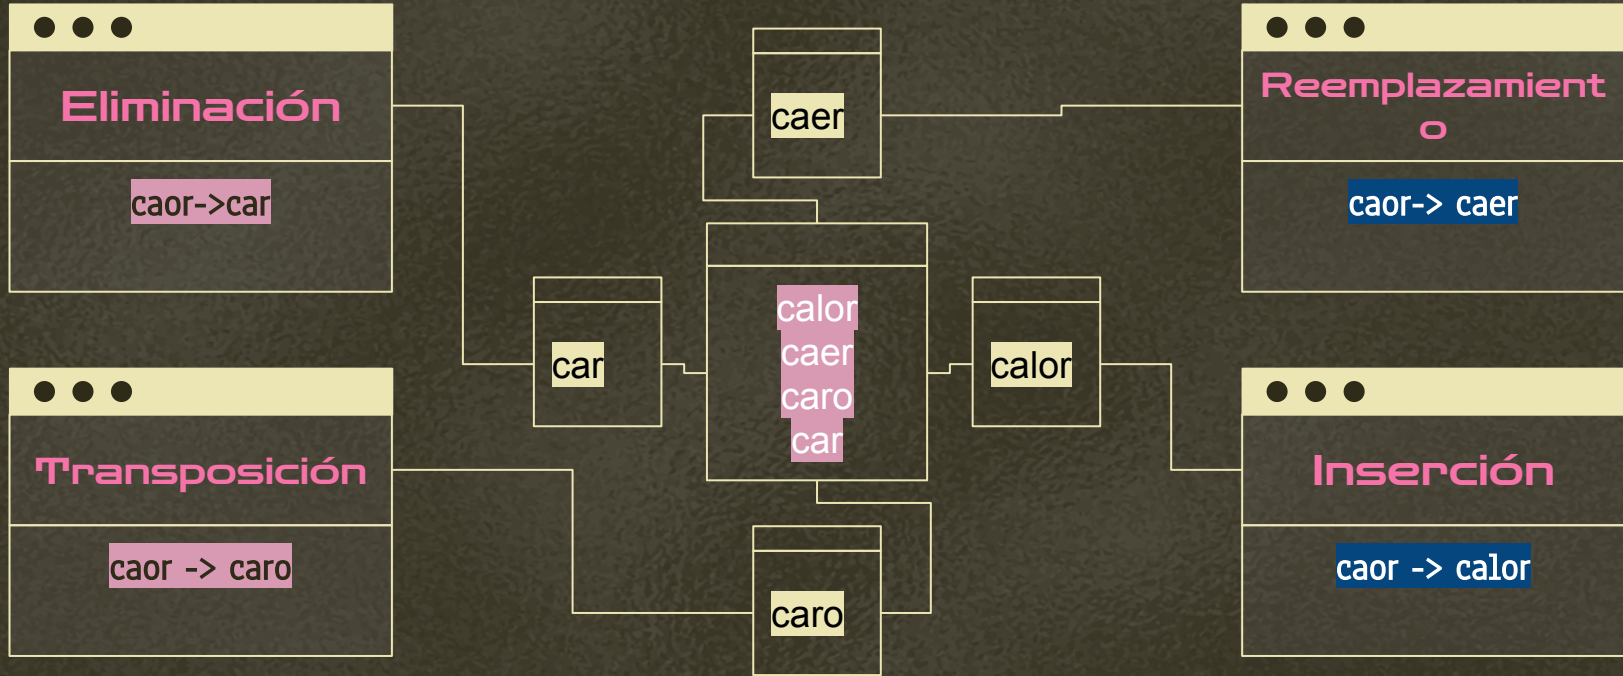 Eliminación
caor->car
Transposición
caor -> caro
caer
car
calor
caer
caro
car
calor
caro
Reemplazamient
o
caor-> caer
Inserción
caor -> calor